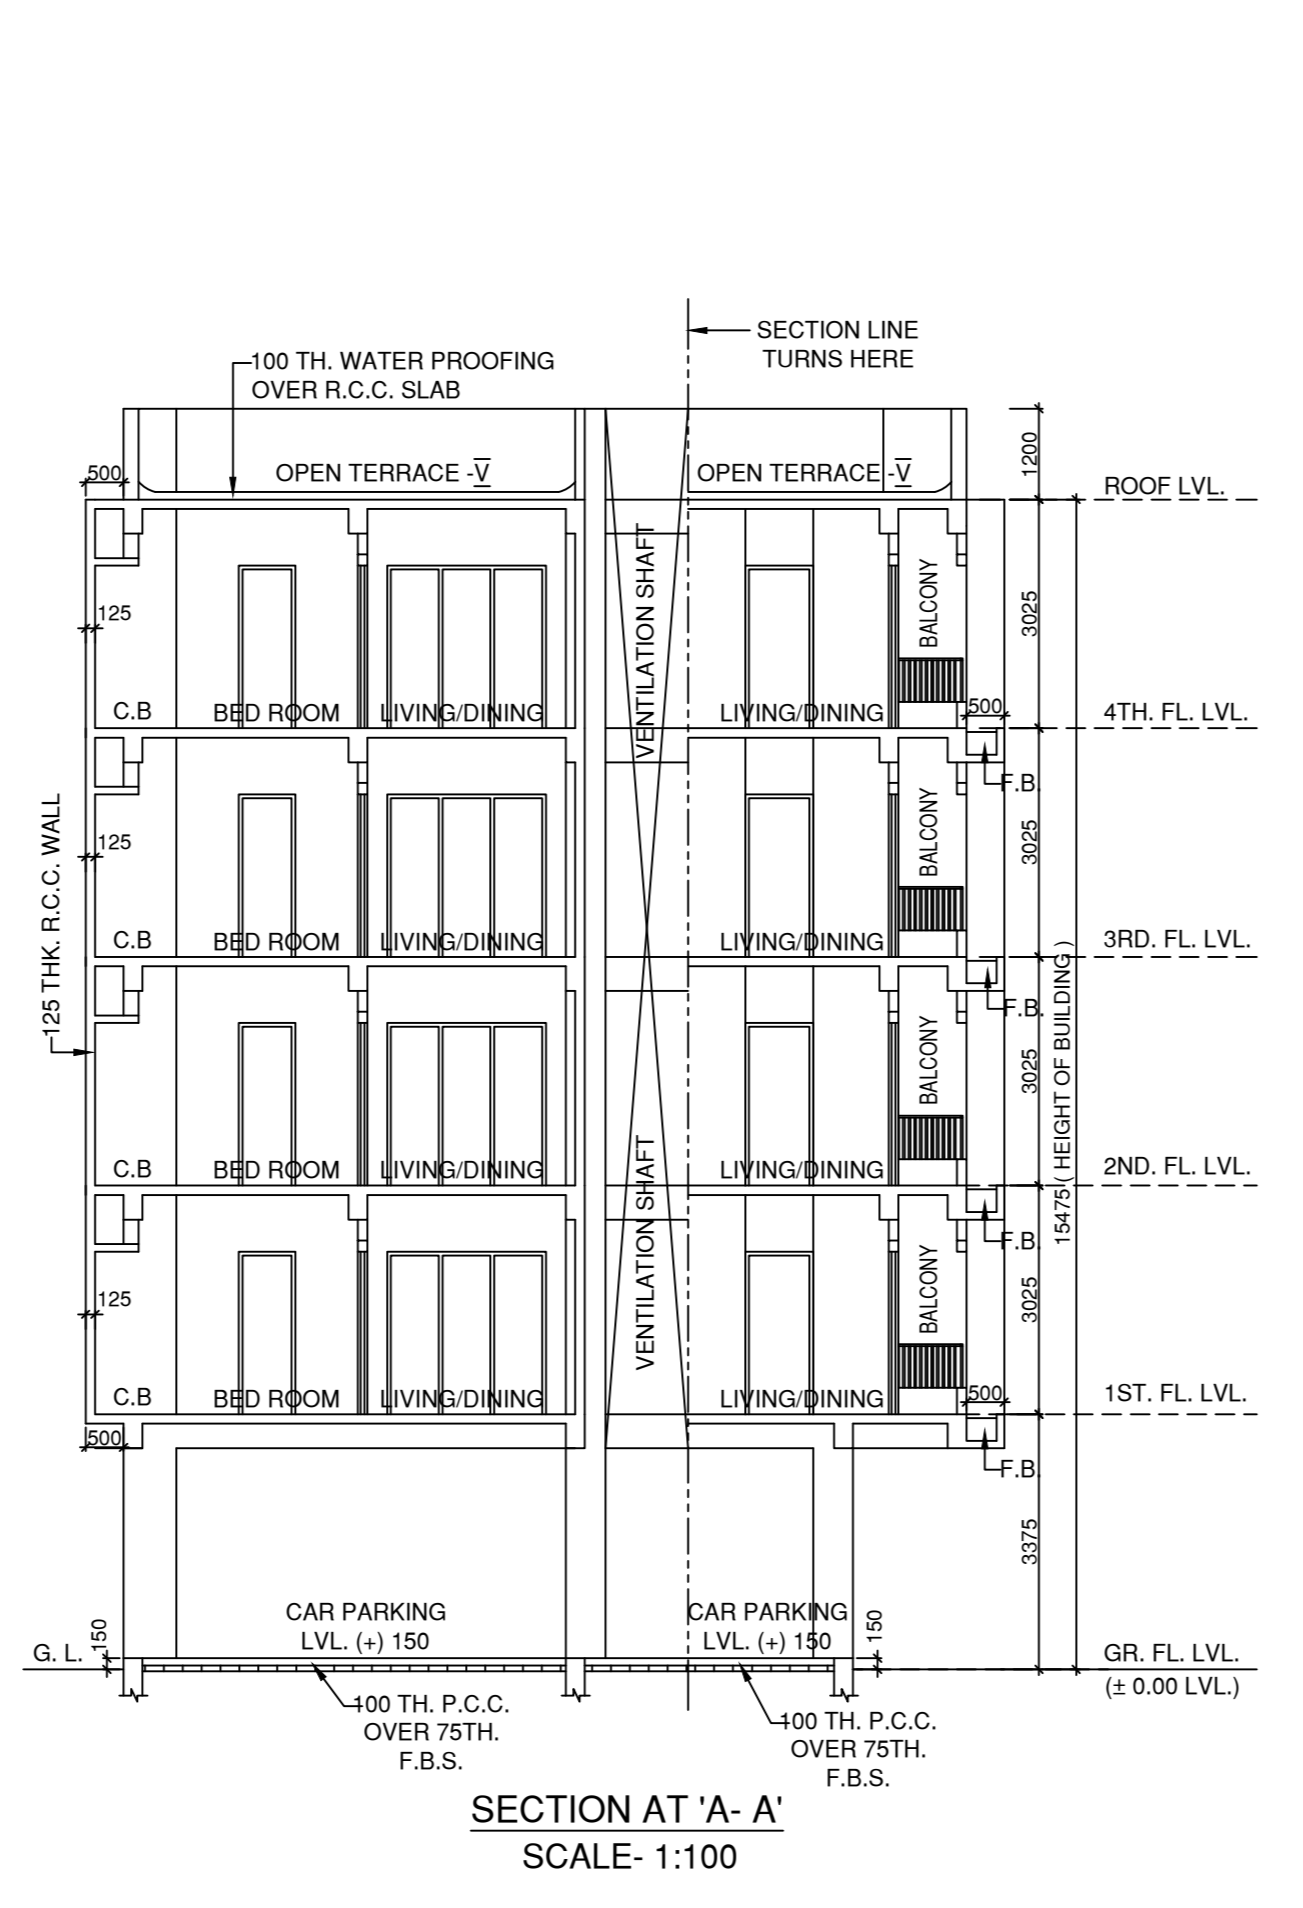 SECTION LINE
TURNS HERE
100 TH. WATER PROOFING
OVER R.C.C. SLAB
1200
500
OPEN TERRACE -V
OPEN TERRACE -V
ROOF LVL.
VENTILATION SHAFT
BALCONY
3025
125
C.B
BED ROOM
LIVING/DINING
LIVING/DINING
500
4TH. FL. LVL.
F.B.
125 THK. R.C.C. WALL
125
BALCONY
3025
C.B
BED ROOM
LIVING/DINING
LIVING/DINING
3RD. FL. LVL.
F.B.
15475 ( HEIGHT OF BUILDING )
BALCONY
3025
C.B
BED ROOM
LIVING/DINING
LIVING/DINING
2ND. FL. LVL.
F.B.
VENTILATION SHAFT
BALCONY
3025
125
C.B
BED ROOM
LIVING/DINING
LIVING/DINING
500
1ST. FL. LVL.
500
F.B.
3375
CAR PARKING
LVL. (+) 150
CAR PARKING
LVL. (+) 150
150
150
G. L.
GR. FL. LVL.
(± 0.00 LVL.)
100 TH. P.C.C.
OVER 75TH.
F.B.S.
100 TH. P.C.C.
OVER 75TH.
F.B.S.
SECTION AT 'A- A'
SCALE- 1:100